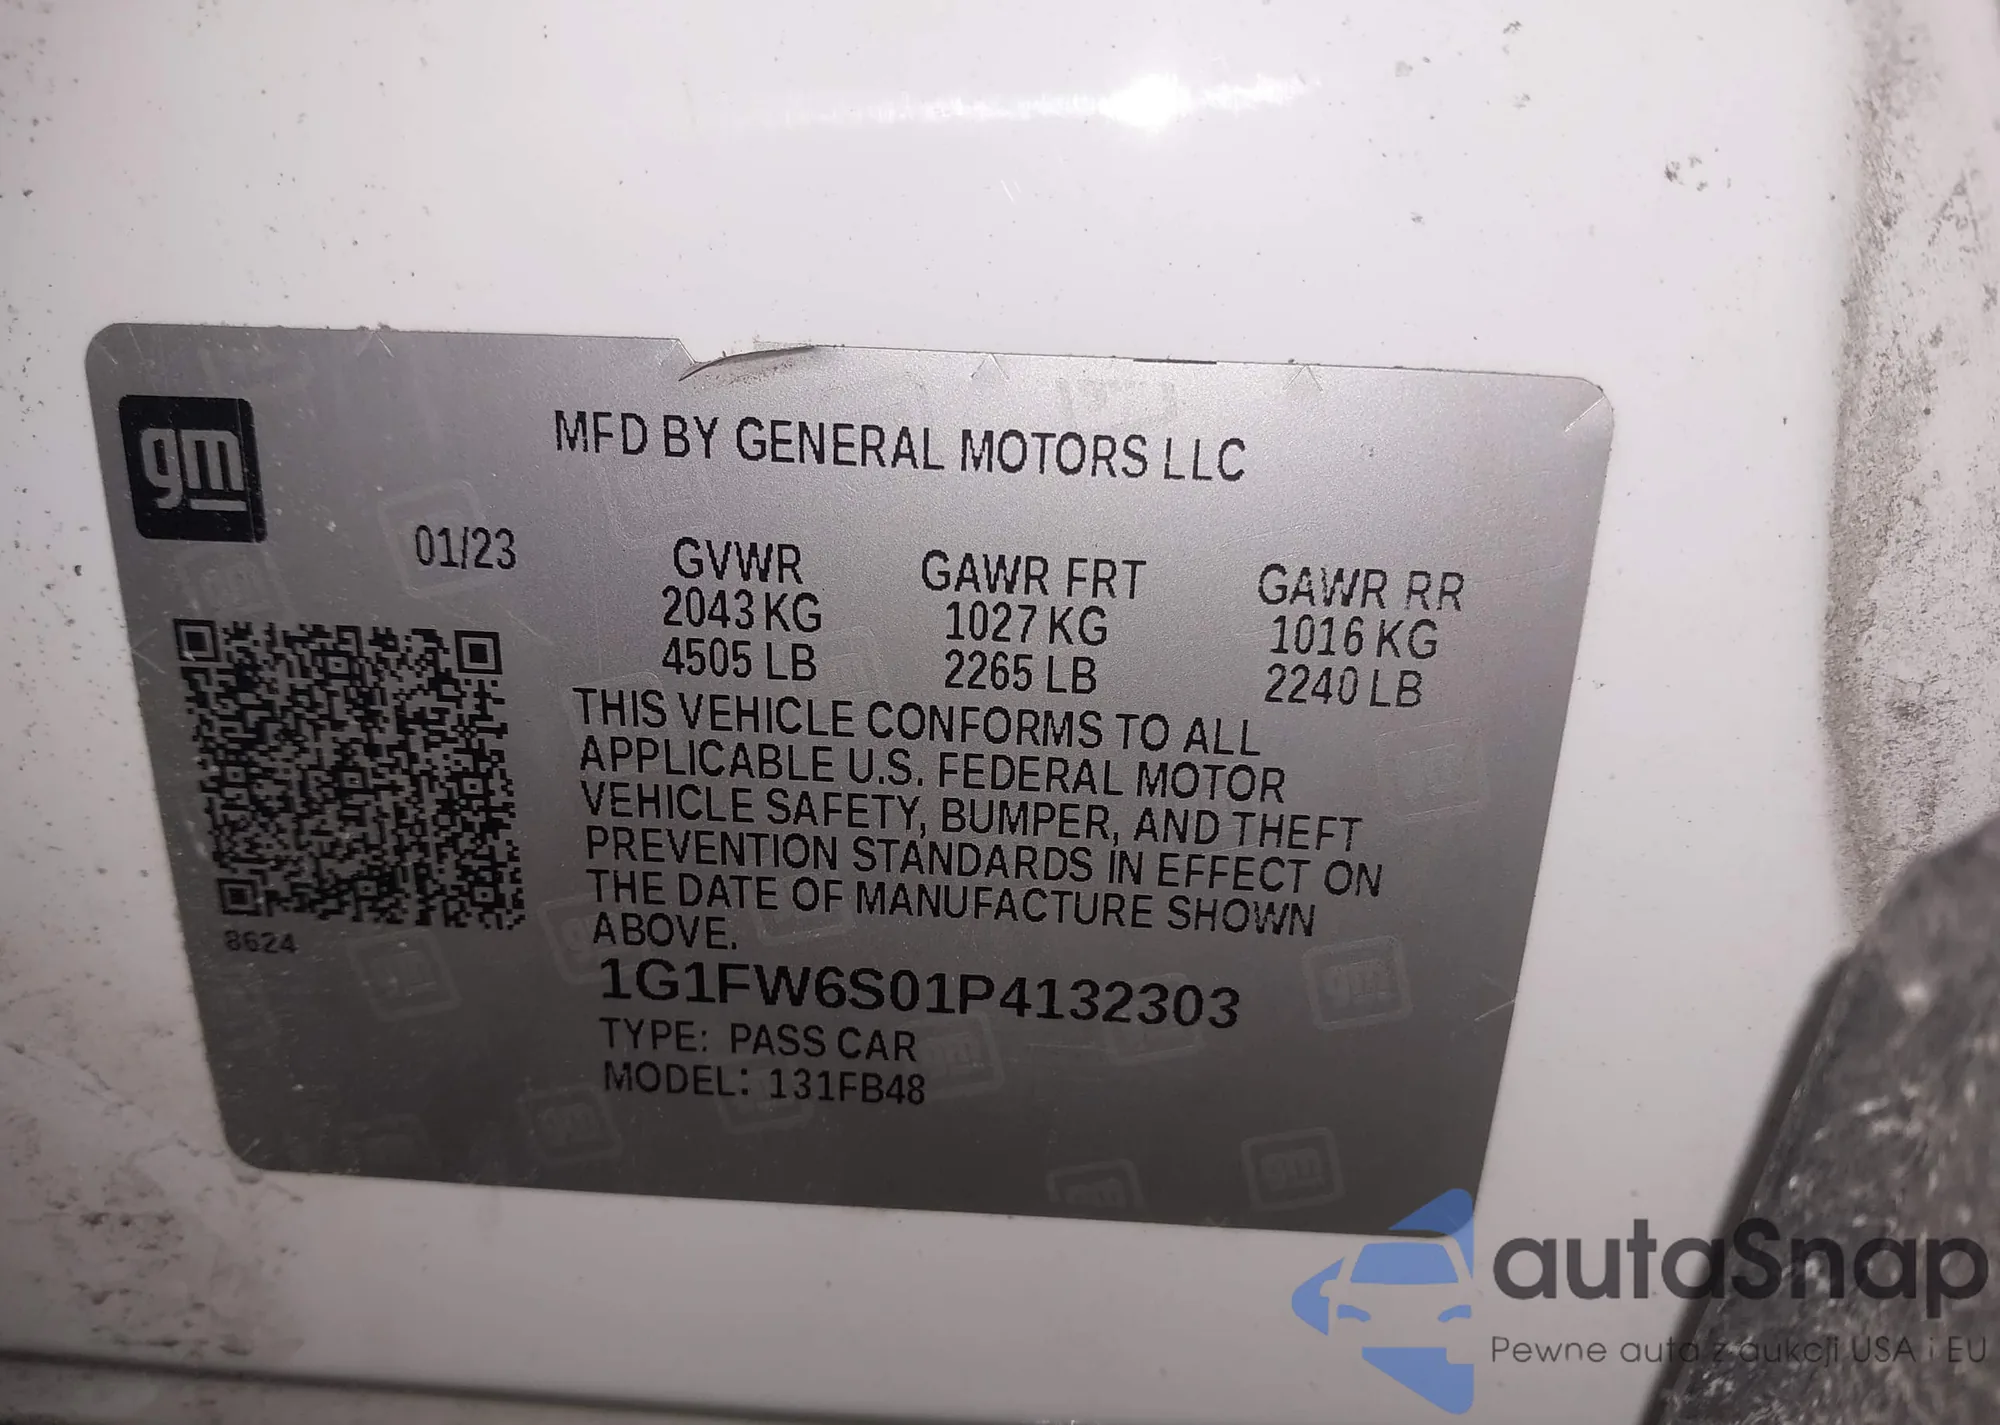 gm
MFD BY GENERAL MOTORS LLC
01/23
GVWR
2043 KG
4505 LB
GAWR FRT
1027 KG
2265 LB
GAWR RR
1016 KG
2240 LB
THIS VEHICLE CONFORMS TO ALL
APPLICABLE U.S. FEDERAL MOTOR
VEHICLE SAFETY, BUMPER, AND THEFT
PREVENTION STANDARDS IN EFFECT ON
THE DATE OF MANUFACTURE SHOWN
ABOVE.
8624
1G1FW6S01P4132303
TYPE: PASS CAR
MODEL: 131FB48
autoSnap
Pewne auta z aukcji USA i EU